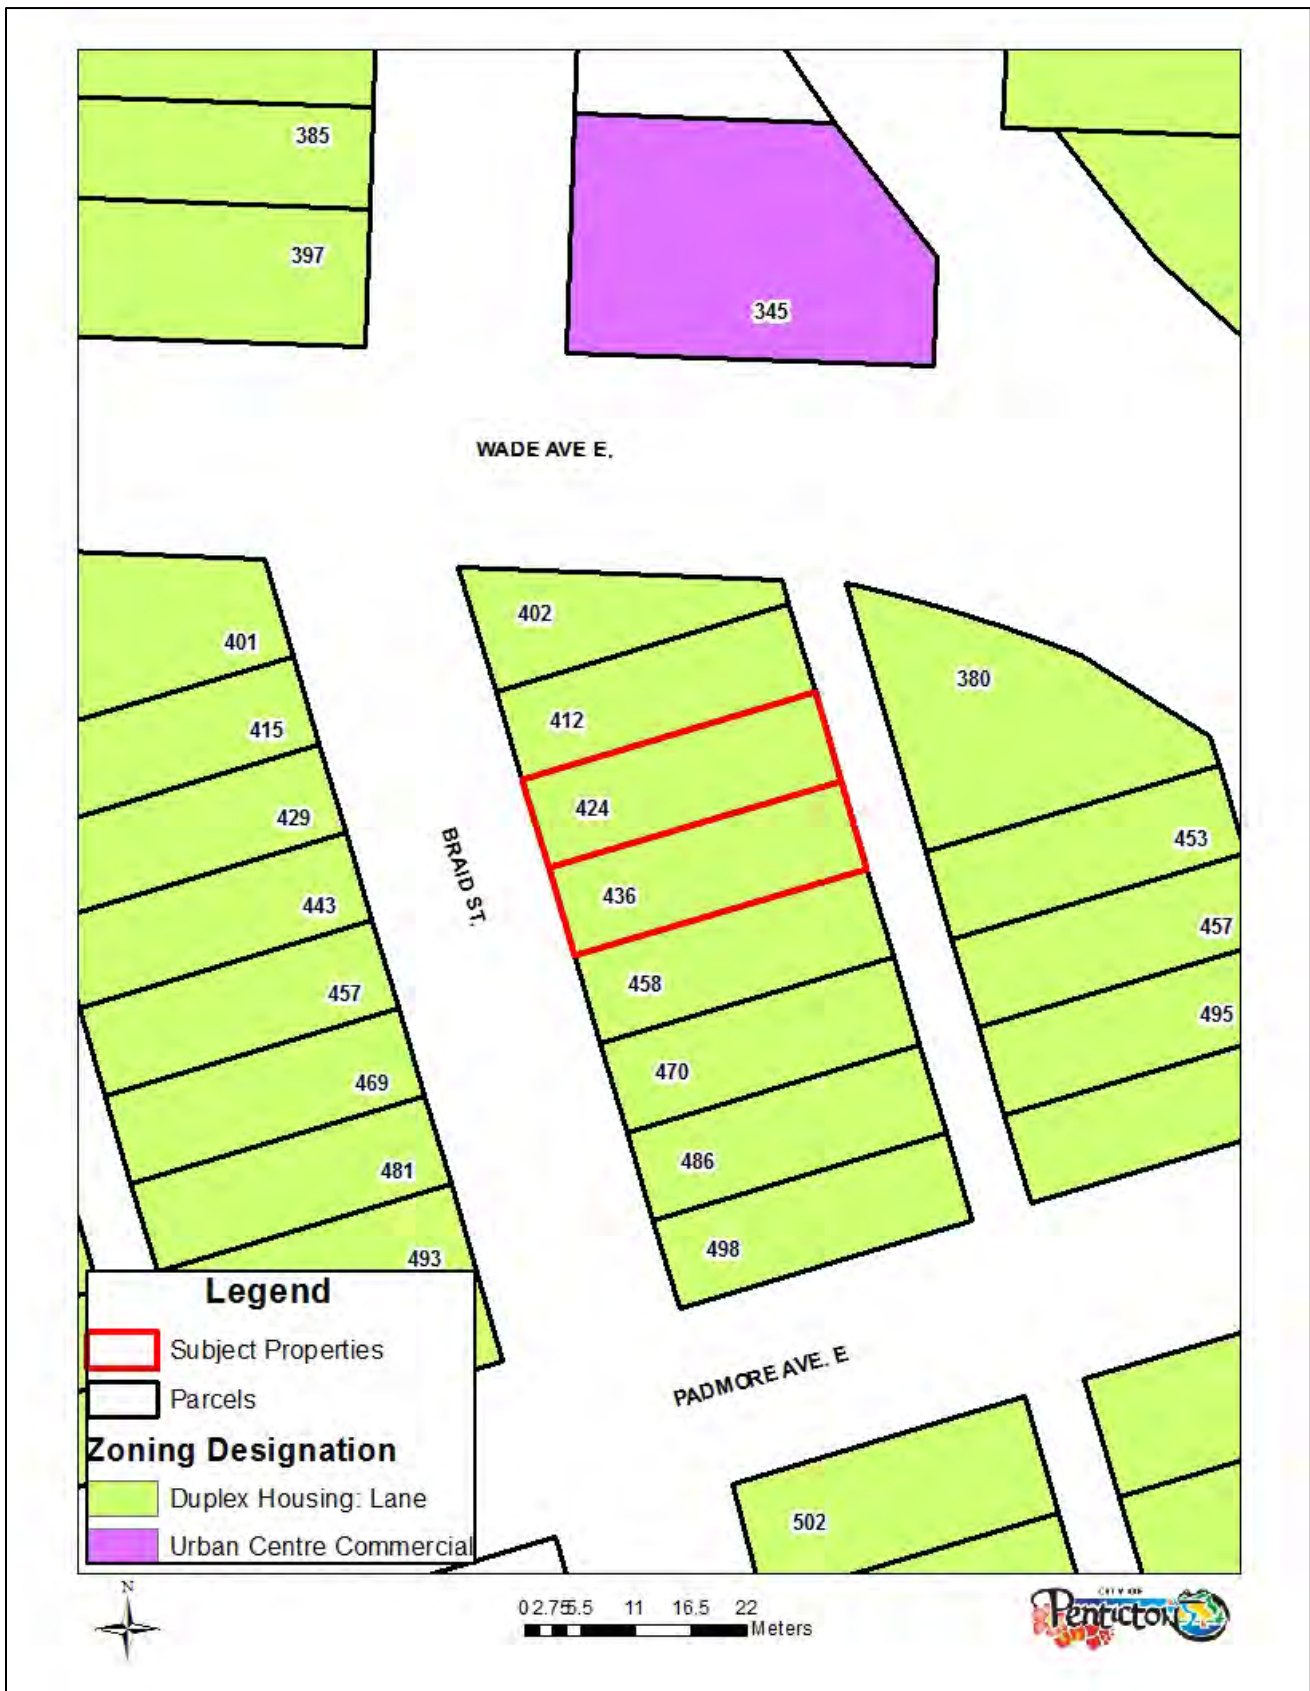 385
397
345
WADE AVE E.
402
401
380
412
415
424
429
453
BRAID ST.
436
443
457
458
457
495
470
469
486
481
498
493
Legend
Subject Properties
Parcels
Zoning Designation
Duplex Housing: Lane
Urban Centre Commercial
PADMORE AVE. E
502
N
0 2.75 5.5 11 16.5 22
Meters
CITY OF
Penticton